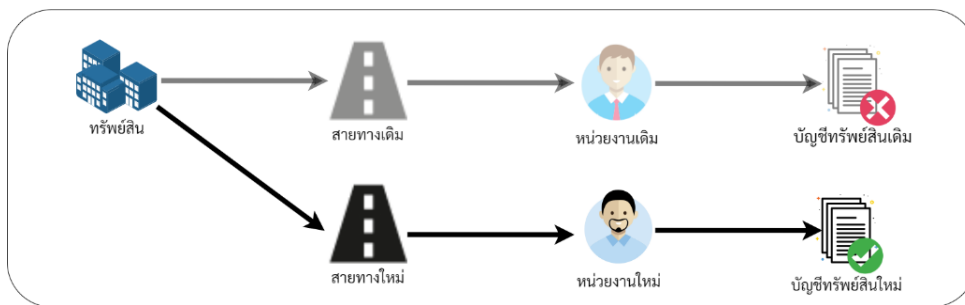 ทรัพย์สิน
สายทางเดิม
หน่วยงานเดิม
บัญชีทรัพย์สินเดิม
สายทางใหม่
หน่วยงานใหม่
บัญชีทรัพย์สินใหม่